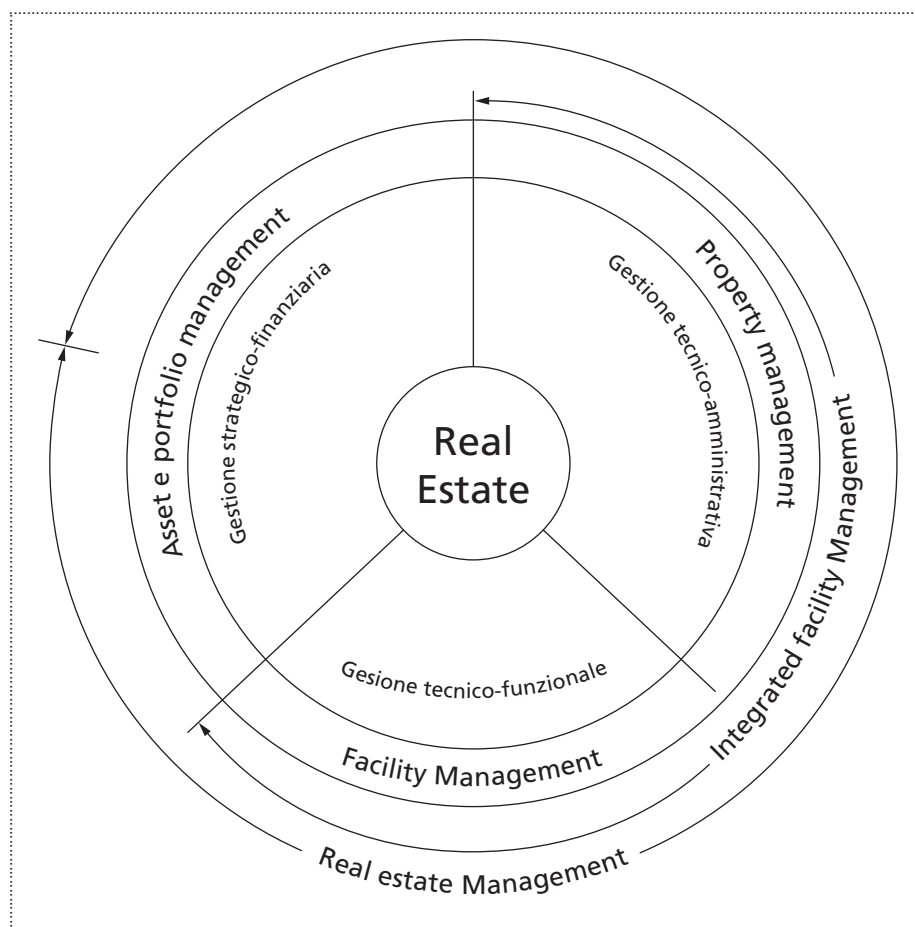 Real
Estate
Gestione strategico-finanziaria
Gestione tecnico-amministrativa
Gesione tecnico-funzionale
Asset e portfolio management
Property management
Facility Management
Integrated facility Management
Real estate Management